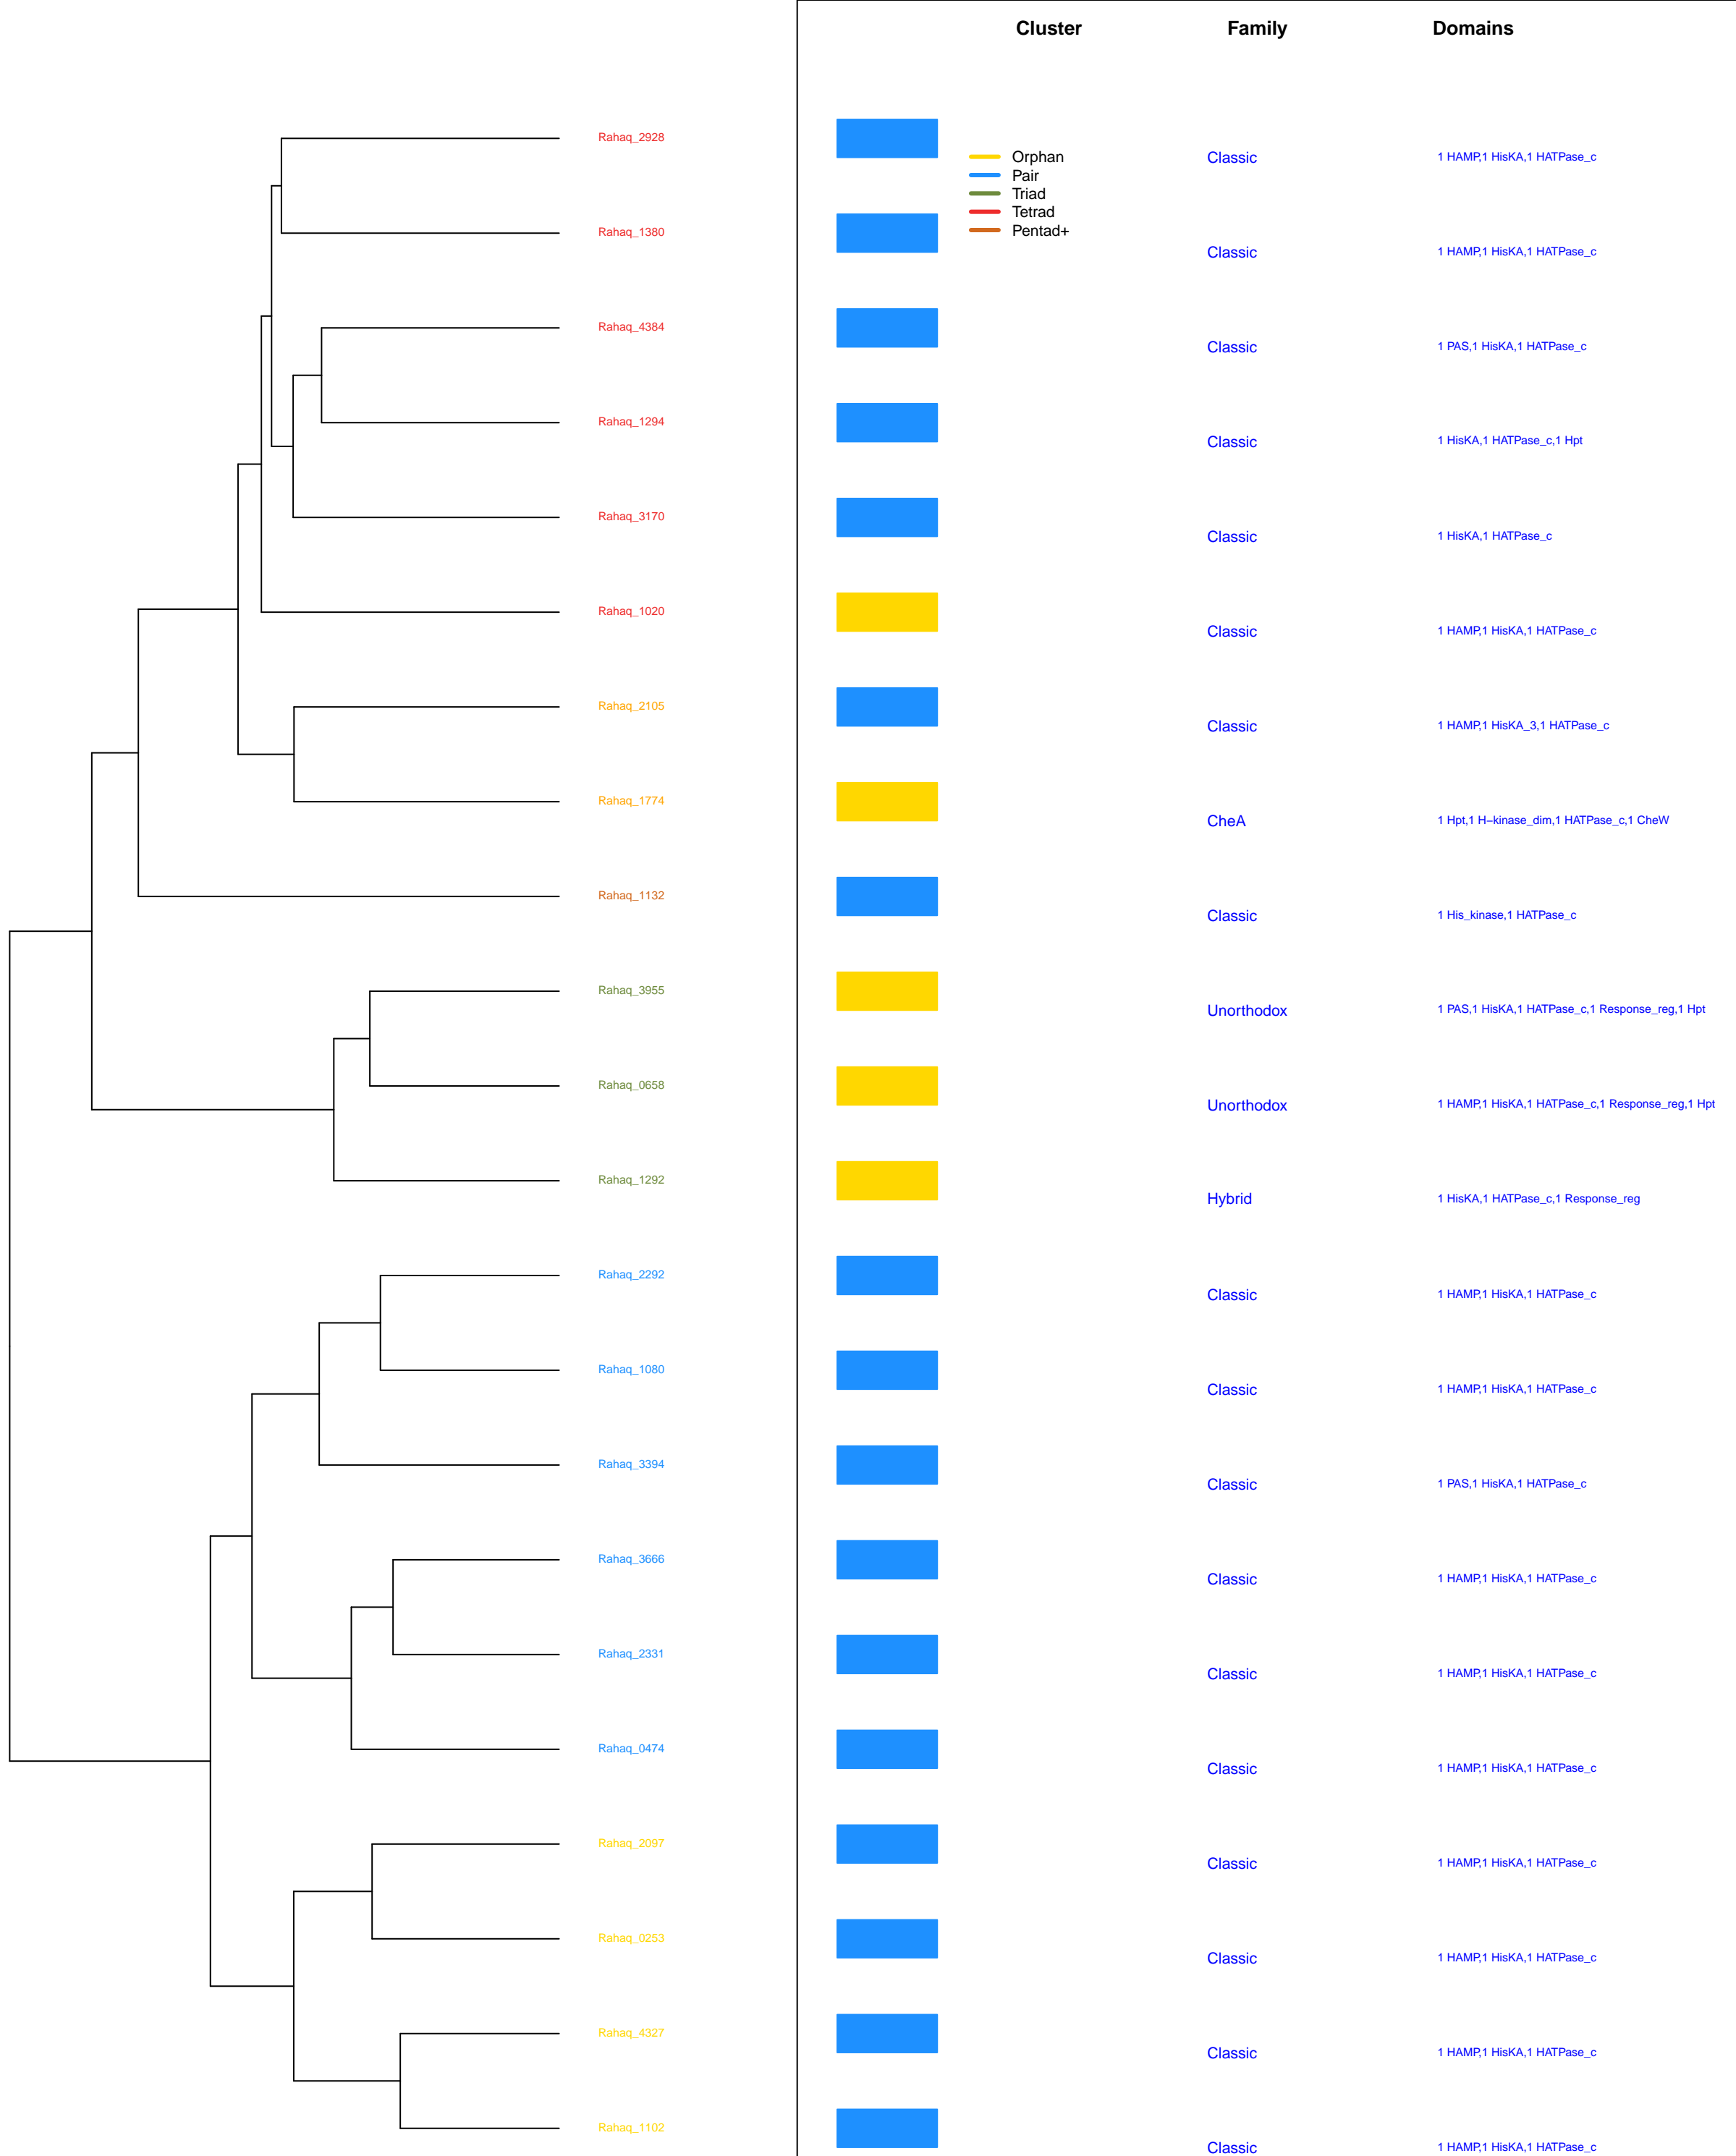 Cluster Family Domains
Rahaq_2928
Orphan
Classic 1 HAMP,1 HisKA,1 HATPase_c
Pair
Triad
Tetrad
Pentad+
Rahaq_1380
Classic 1 HAMP,1 HisKA,1 HATPase_c
Rahaq_4384
Classic 1 PAS,1 HisKA,1 HATPase_c
Rahaq_1294
Classic 1 HisKA,1 HATPase_c,1 Hpt
Rahaq_3170
Classic 1 HisKA,1 HATPase_c
Rahaq_1020
Classic 1 HAMP,1 HisKA,1 HATPase_c
Rahaq_2105
Classic 1 HAMP,1 HisKA_3,1 HATPase_c
Rahaq_1774
CheA 1 Hpt,1 H−kinase_dim,1 HATPase_c,1 CheW
Rahaq_1132
Classic 1 His_kinase,1 HATPase_c
Rahaq_3955
Unorthodox 1 PAS,1 HisKA,1 HATPase_c,1 Response_reg,1 Hpt
Rahaq_0658
Unorthodox 1 HAMP,1 HisKA,1 HATPase_c,1 Response_reg,1 Hpt
Rahaq_1292
Hybrid 1 HisKA,1 HATPase_c,1 Response_reg
Rahaq_2292
Classic 1 HAMP,1 HisKA,1 HATPase_c
Rahaq_1080
Classic 1 HAMP,1 HisKA,1 HATPase_c
Rahaq_3394
Classic 1 PAS,1 HisKA,1 HATPase_c
Rahaq_3666
Classic 1 HAMP,1 HisKA,1 HATPase_c
Rahaq_2331
Classic 1 HAMP,1 HisKA,1 HATPase_c
Rahaq_0474
Classic 1 HAMP,1 HisKA,1 HATPase_c
Rahaq_2097
Classic 1 HAMP,1 HisKA,1 HATPase_c
Rahaq_0253
Classic 1 HAMP,1 HisKA,1 HATPase_c
Rahaq_4327
Classic 1 HAMP,1 HisKA,1 HATPase_c
Rahaq_1102
Classic 1 HAMP,1 HisKA,1 HATPase_c